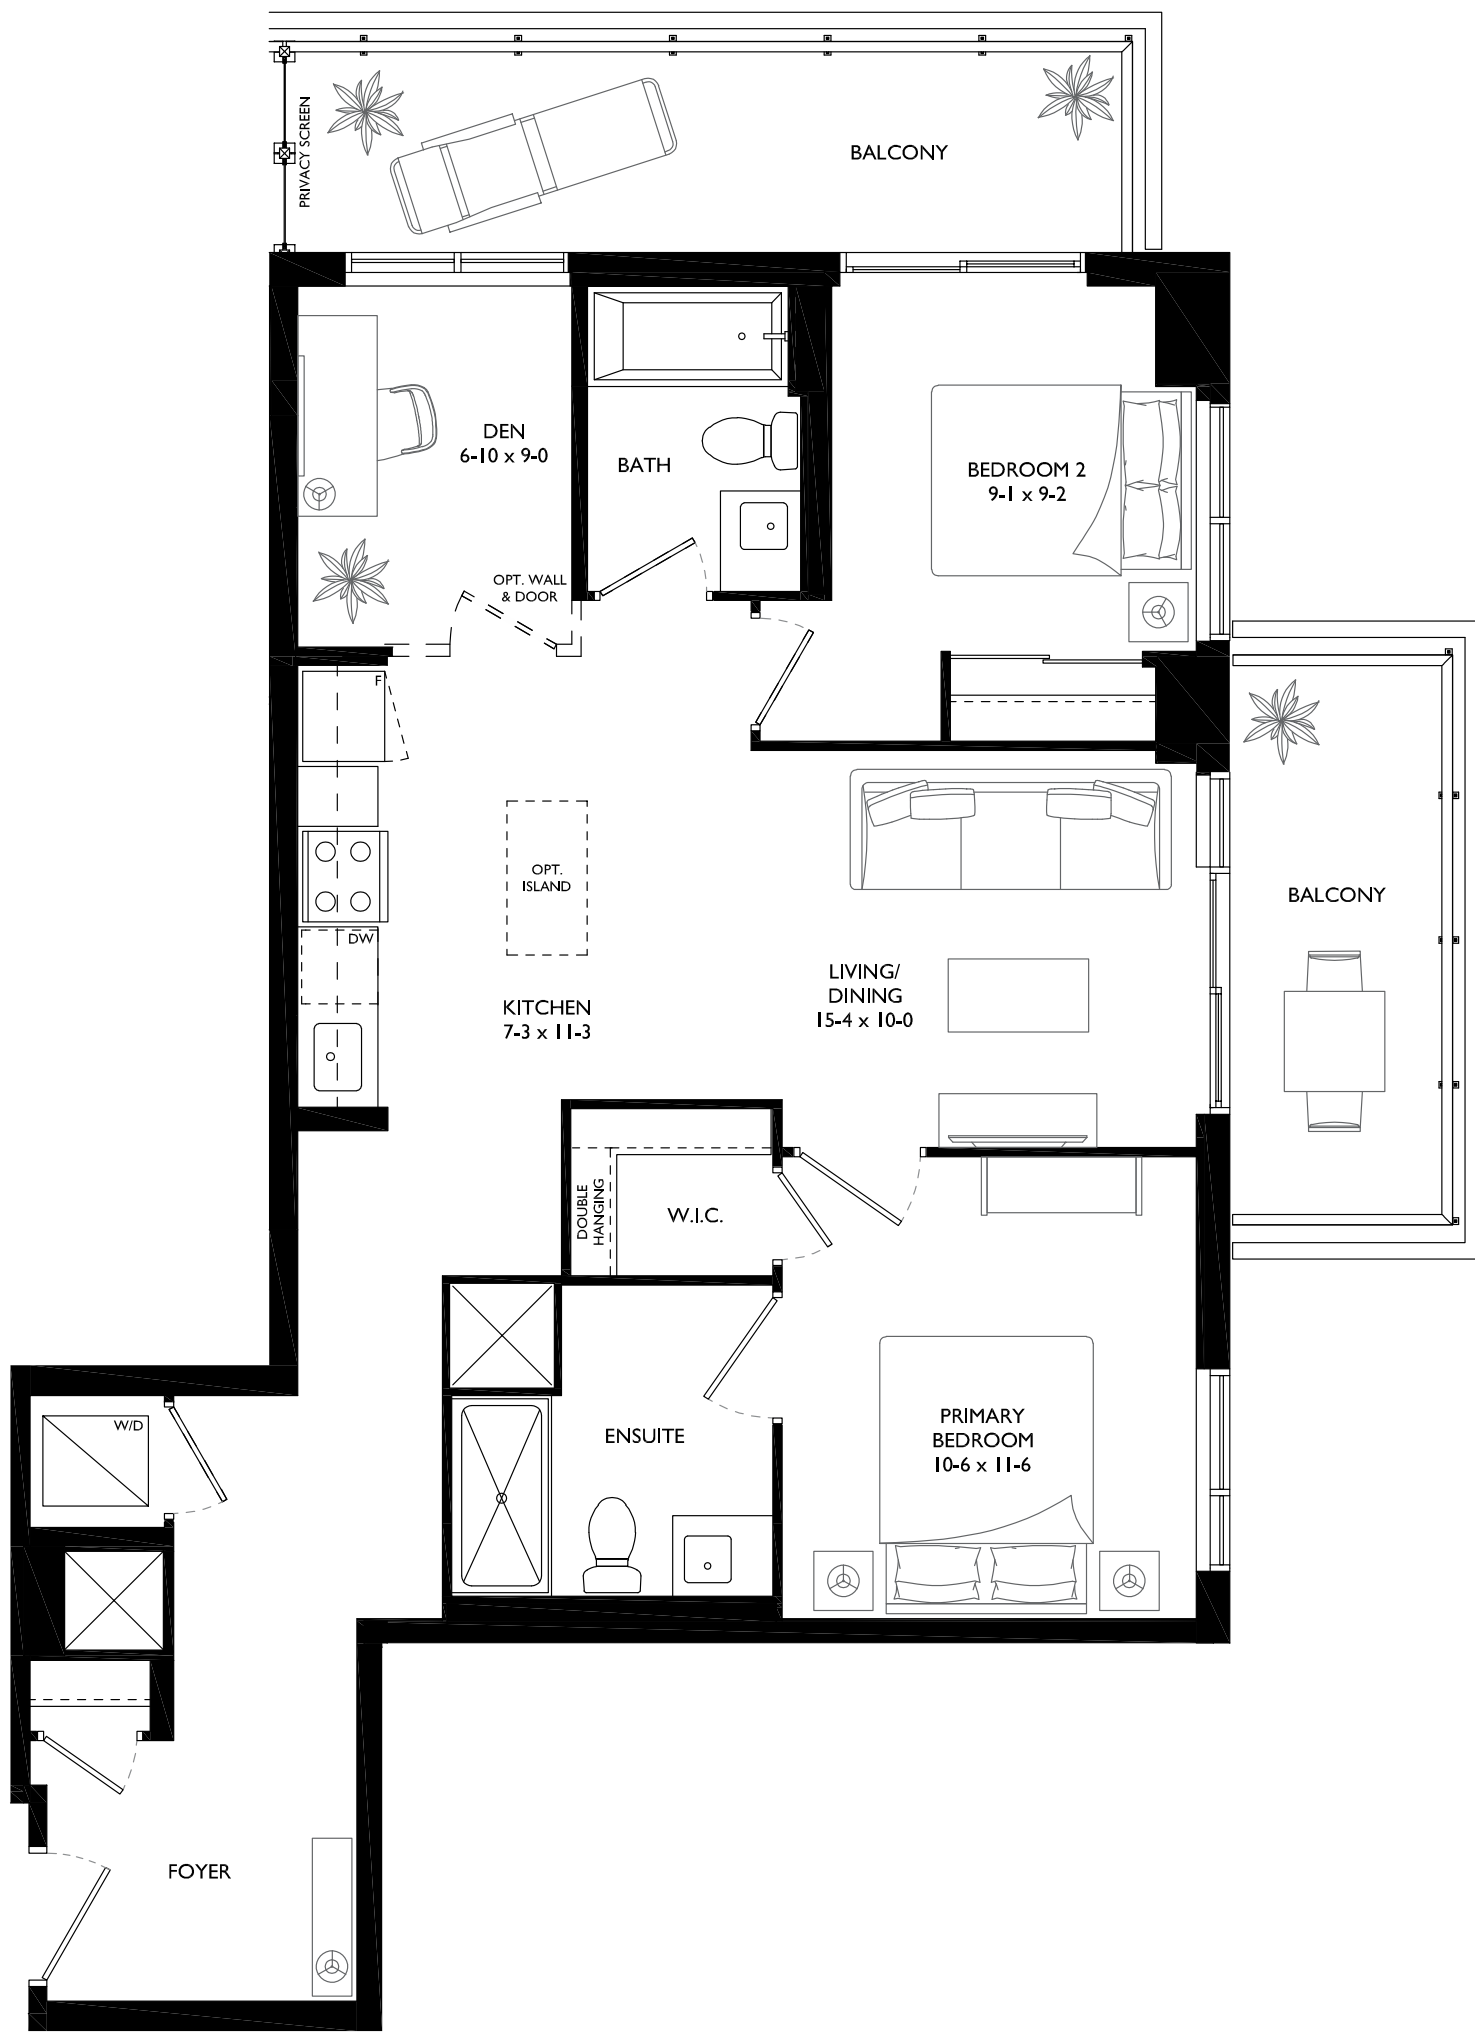 PRIVACY SCREEN
BALCONY
DEN
6-10 x 9-0
BATH
BEDROOM 2
9-1 x 9-2
OPT. WALL
& DOOR
F
OPT.
ISLAND
BALCONY
DW
LIVING/
DINING
15-4 x 10-0
KITCHEN
7-3 x 11-3
DOUBLE
HANGING
W.I.C.
W/D
ENSUITE
PRIMARY
BEDROOM
10-6 x 11-6
FOYER